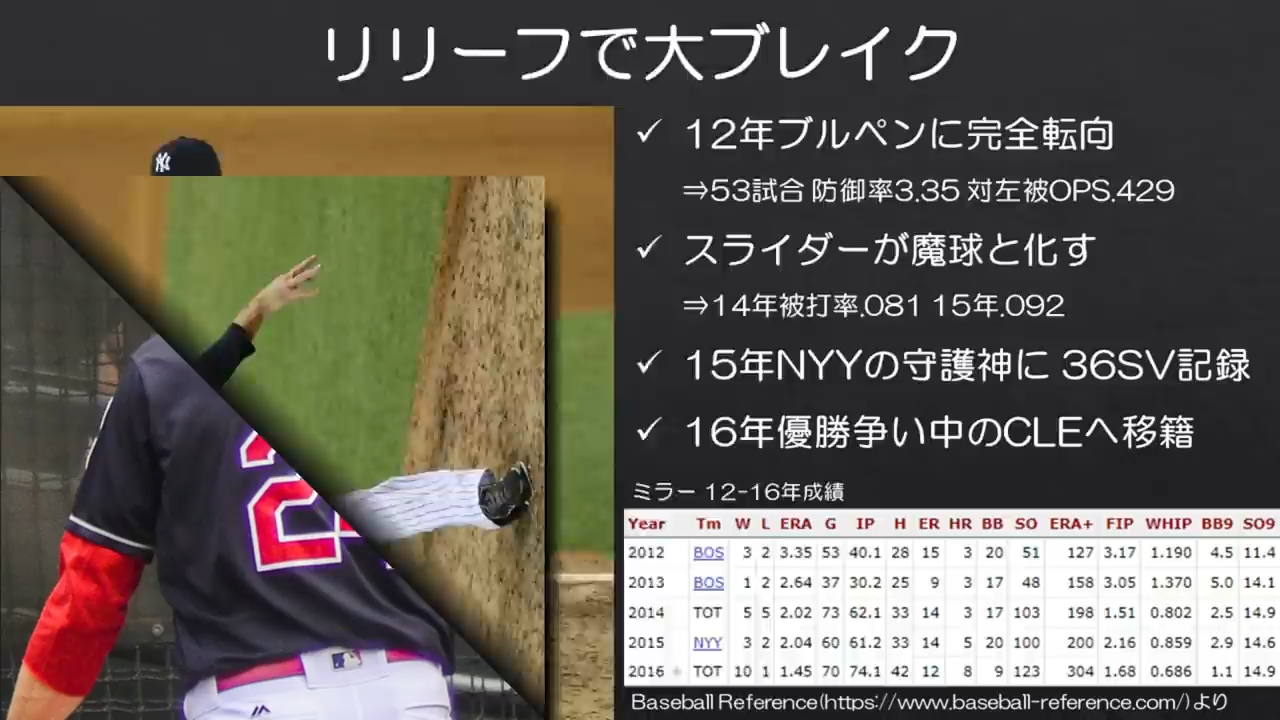 リリーフで大ブレイク
✓ 12年ブルペンに完全転向
⇒53試合 防御率3.35 対左被OPS.429
✓ スライダーが魔球と化す
⇒14年被打率.081 15年.092
✓ 15年NYYの守護神に 36SV記録
✓ 16年優勝争い中のCLEへ移籍
ミラー 12-16年成績
Year Tm W L ERA G IP H ER HR BB SO ERA+ FIP WHIP BB9 SO9
2012 BOS 3 2 3.35 53 40.1 28 15 3 20 51 127 3.17 1.190 4.5 11.4
2013 BOS 1 2 2.64 37 30.2 25 9 3 17 48 158 3.05 1.370 5.0 14.1
2014 TOT 5 5 2.02 73 62.1 33 14 3 17 103 198 1.51 0.802 2.5 14.9
2015 NYY 3 2 2.04 60 61.2 33 14 5 20 100 200 2.16 0.859 2.9 14.6
2016 TOT 10 1 1.45 70 74.1 42 12 8 9 123 304 1.68 0.686 1.1 14.9
Baseball Reference(https://www.baseball-reference.com/)より